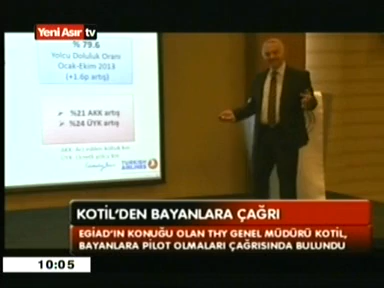 Yeni Asır tv
% 79.6
Yolcu Doluluk Oranı
Ocak-Ekim 2013
(+1.6p artış)
%21 AKK artış
%24 ÜYK artış
TURKISH
AIRLINES
KOTİL'DEN BAYANLARA ÇAĞRI
EGİAD'IN KONUĞU OLAN THY GENEL MÜDÜRÜ KOTİL,
BAYANLARA PİLOT OLMALARI ÇAĞRISINDA BULUNDU
10:05